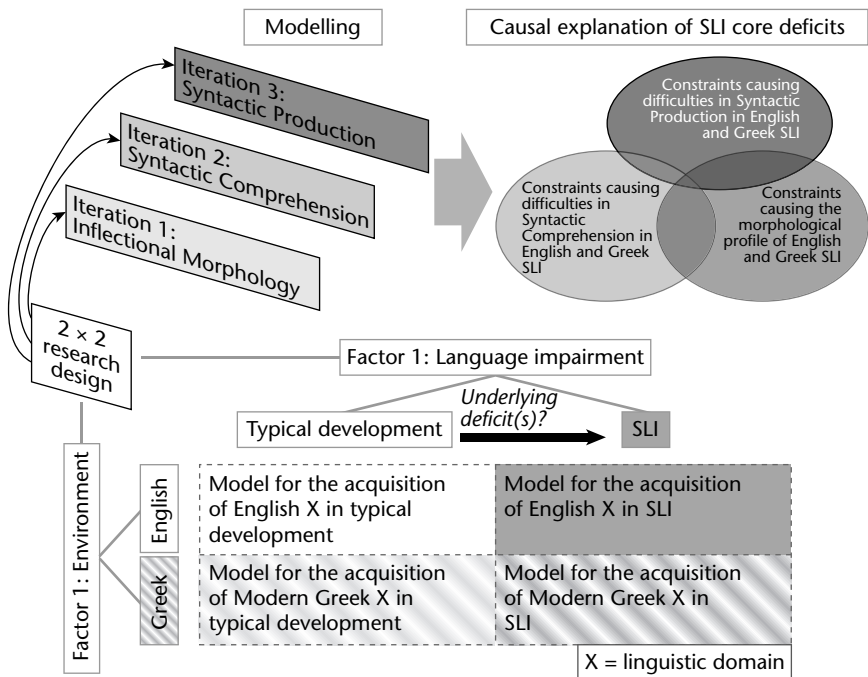 Modelling
Causal explanation of SLI core deficits
Iteration 3:
Syntactic Production
Iteration 2:
Syntactic Comprehension
Iteration 1:
Inflectional Morphology
Constraints causing
difficulties in Syntactic
Production in English
and Greek SLI
Constraints causing
difficulties in
Syntactic
Comprehension in
English and Greek
SLI
Constraints
causing the
morphological
profile of English
and Greek SLI
2 × 2
research
design
Factor 1: Language impairment
Underlying
deficit(s)?
Typical development
SLI
Factor 1: Environment
English
Greek
Model for the acquisition
of English X in typical
development
Model for the acquisition
of English X in SLI
Model for the acquisition
of Modern Greek X in
typical development
Model for the acquisition
of Modern Greek X in
SLI
X = linguistic domain